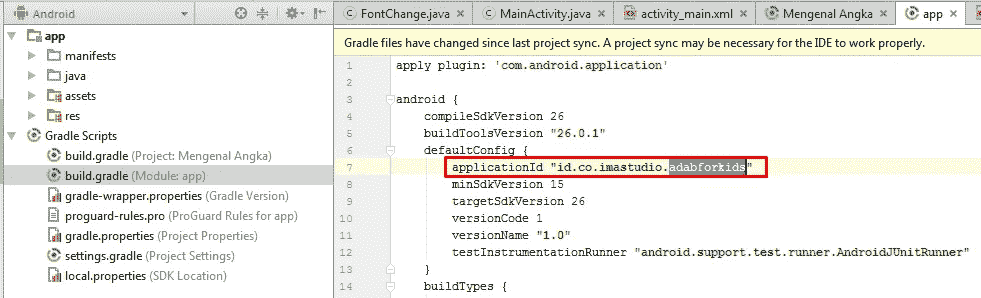 Android
FontChange.java ×
MainActivity.java ×
activity_main.xml ×
Mengenal Angka ×
app ×
app
manifests
java
assets
res
Gradle Scripts
build.gradle (Project: Mengenal Angka)
build.gradle (Module: app)
gradle-wrapper.properties (Gradle Version)
proguard-rules.pro (ProGuard Rules for app)
gradle.properties (Project Properties)
settings.gradle (Project Settings)
local.properties (SDK Location)
Gradle files have changed since last project sync. A project sync may be necessary for the IDE to work properly.
1 apply plugin: 'com.android.application'
2
3 android {
4 compileSdkVersion 26
5 buildToolsVersion "26.0.1"
6 defaultConfig {
7 applicationId "id.co.imastudio.adabforkids"
8 minSdkVersion 15
9 targetSdkVersion 26
10 versionCode 1
11 versionName "1.0"
12 testInstrumentationRunner "android.support.test.runner.AndroidJUnitRunner"
13 }
14 buildTypes {